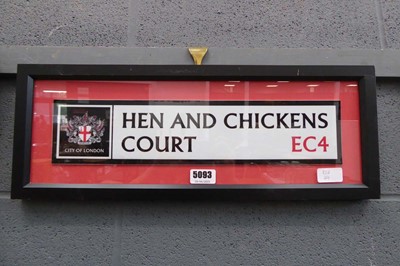 HEN AND CHICKENS
COURT EC4
CITY OF LONDON
5093